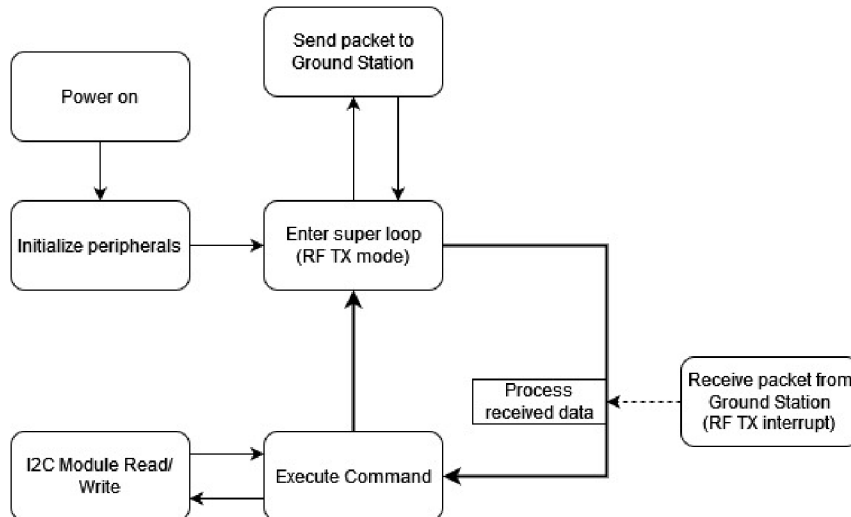 Send packet to
Ground Station
Power on
Initialize peripherals
Enter super loop
(RF TX mode)
Process
received data
Receive packet from
Ground Station
(RF TX interrupt)
I2C Module Read/
Write
Execute Command